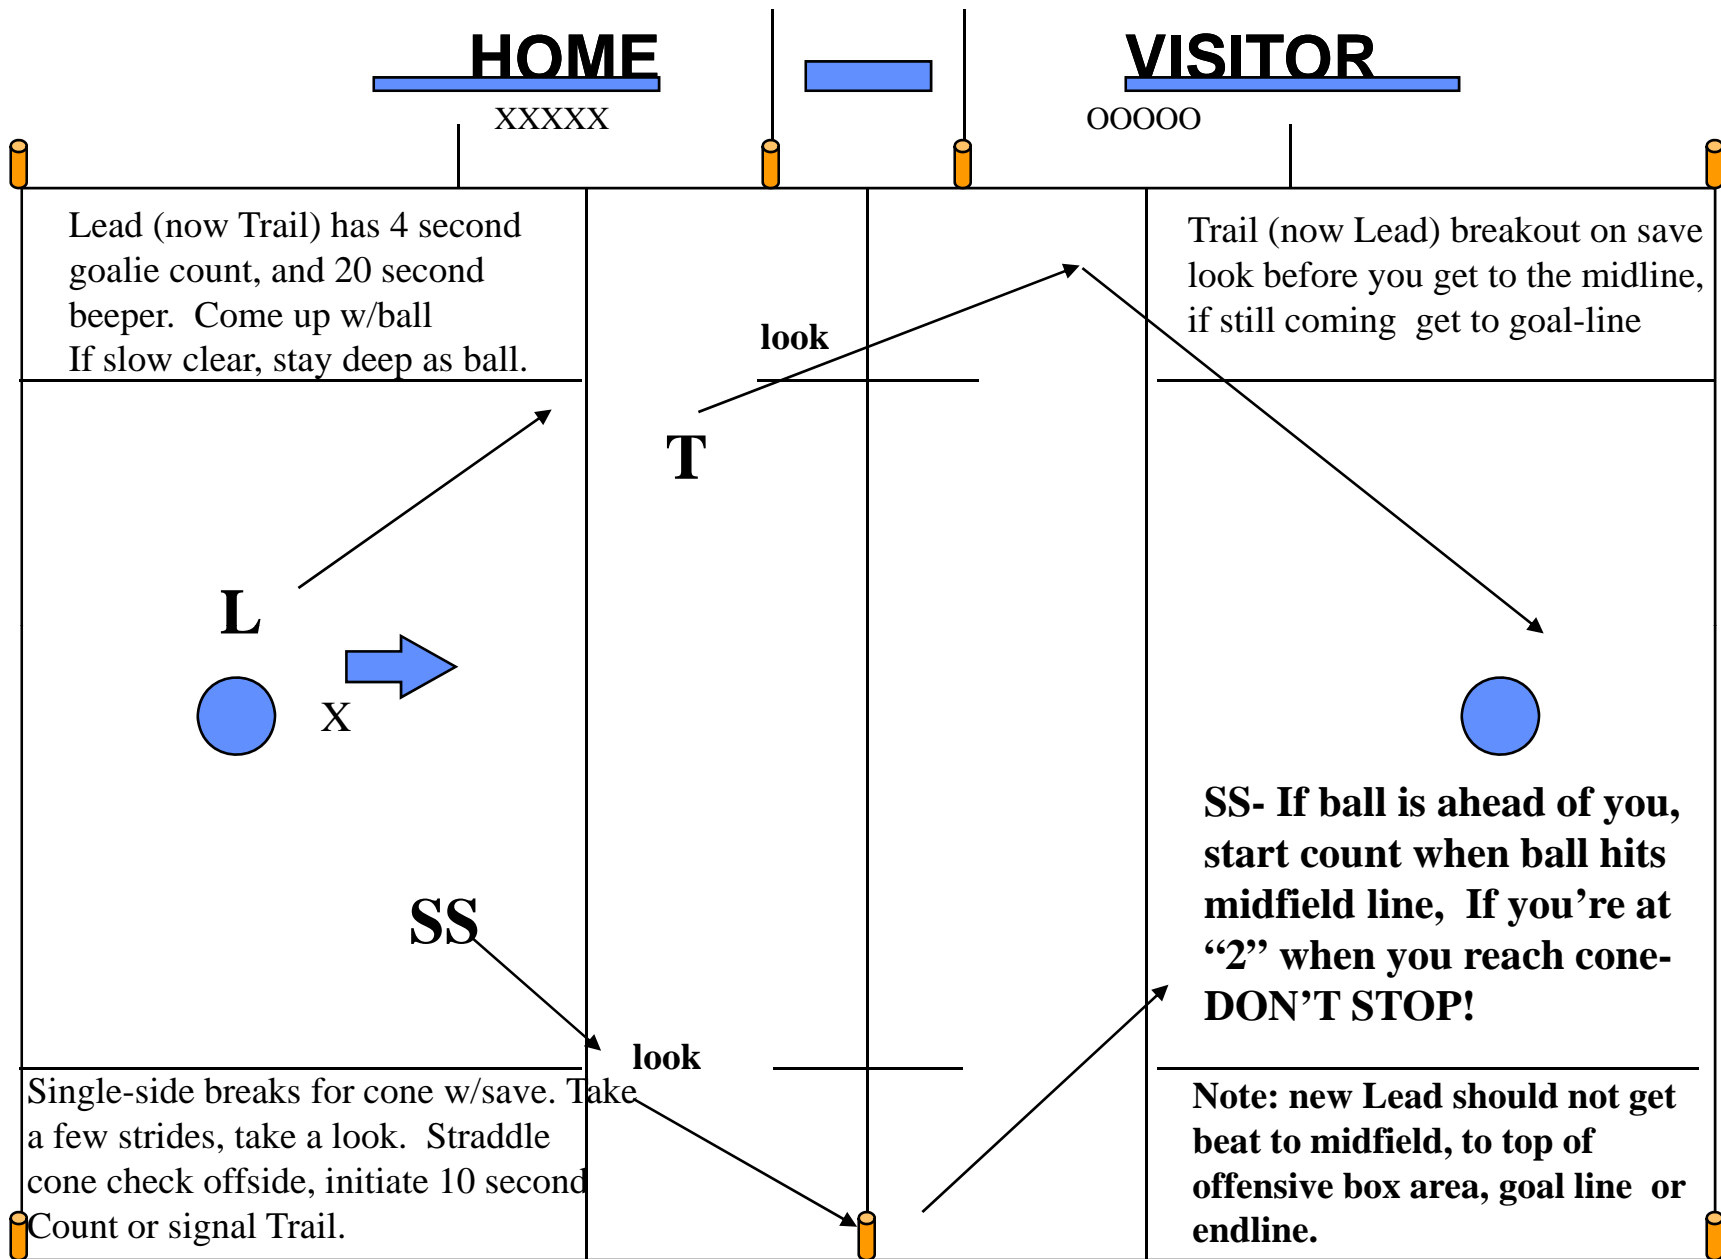 HOME
VISITOR
XXXXX
OOOOO
Lead (now Trail) has 4 second
goalie count, and 20 second
beeper.  Come up w/ball
If slow clear, stay deep as ball.
Trail (now Lead) breakout on save
look before you get to the midline,
if still coming  get to goal-line
look
T
L
X
SS
SS- If ball is ahead of you,
start count when ball hits
midfield line,  If you’re at
“2” when you reach cone-
DON’T STOP!
look
Single-side breaks for cone w/save. Take
a few strides, take a look.  Straddle
cone check offside, initiate 10 second
Count or signal Trail.
Note: new Lead should not get
beat to midfield, to top of
offensive box area, goal line  or
endline.